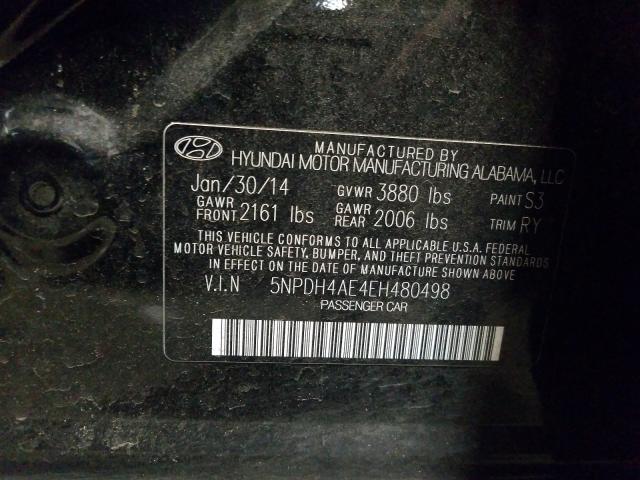 MANUFACTURED BY
HYUNDAI MOTOR MANUFACTURING ALABAMA, LLC
Jan/30/14 GVWR 3880 lbs PAINT S3
GAWR FRONT 2161 lbs GAWR REAR 2006 lbs TRIM RY
THIS VEHICLE CONFORMS TO ALL APPLICABLE U.S.A. FEDERAL
MOTOR VEHICLE SAFETY, BUMPER, AND THEFT PREVENTION STANDARDS
IN EFFECT ON THE DATE OF MANUFACTURE SHOWN ABOVE
V.I.N 5NPDH4AE4EH480498
PASSENGER CAR